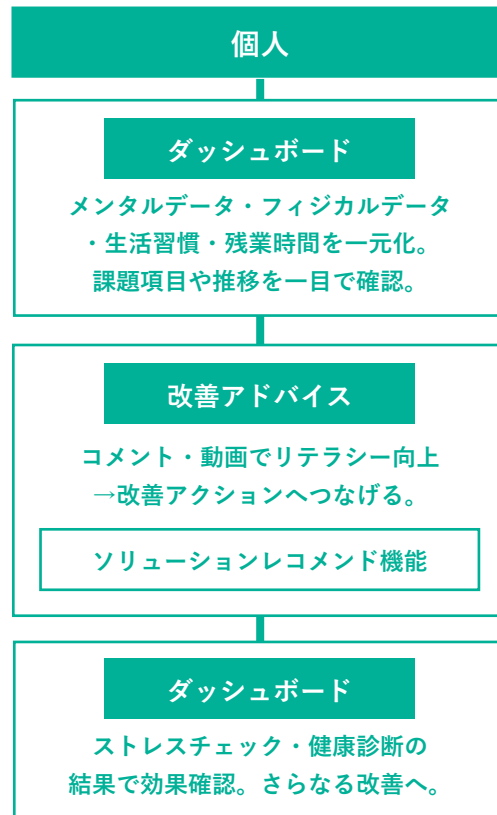 個人
ダッシュボード
メンタルデータ・フィジカルデータ
・生活習慣・残業時間を一元化。
課題項目や推移を一目で確認。
改善アドバイス
コメント・動画でリテラシー向上
→改善アクションへつなげる。
ソリューションレコメンド機能
ダッシュボード
ストレスチェック・健康診断の
結果で効果確認。さらなる改善へ。